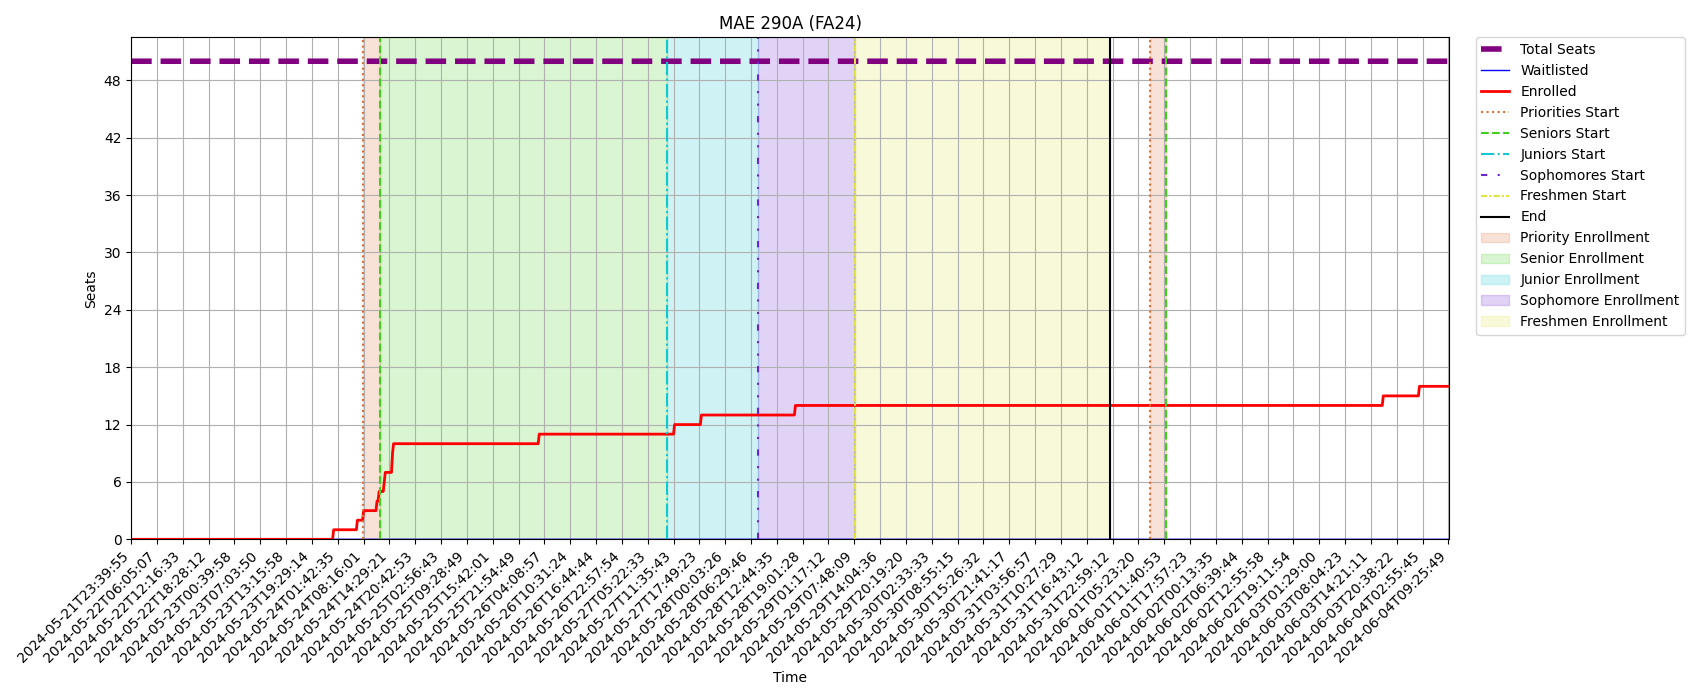 MAE 290A (FA24)
Seats
48
42
36
30
24
18
12
6
0
2024-05-21T23:39:55
2024-05-22T06:05:07
2024-05-22T12:16:33
2024-05-22T18:28:12
2024-05-23T00:39:58
2024-05-23T07:03:50
2024-05-23T13:15:58
2024-05-23T19:29:14
2024-05-24T01:42:35
2024-05-24T08:16:01
2024-05-24T14:29:21
2024-05-24T20:42:53
2024-05-25T02:56:43
2024-05-25T09:28:49
2024-05-25T15:42:01
2024-05-25T21:54:49
2024-05-26T04:08:57
2024-05-26T10:31:24
2024-05-26T16:44:44
2024-05-26T22:57:54
2024-05-27T05:22:33
2024-05-27T11:35:43
2024-05-27T17:49:23
2024-05-28T00:03:26
2024-05-28T06:29:46
2024-05-28T12:44:35
2024-05-28T19:01:28
2024-05-29T01:17:12
2024-05-29T07:48:09
2024-05-29T14:04:36
2024-05-29T20:19:20
2024-05-30T02:33:33
2024-05-30T08:55:15
2024-05-30T15:26:32
2024-05-30T21:41:17
2024-05-31T03:56:57
2024-05-31T10:27:29
2024-05-31T16:43:12
2024-05-31T22:59:12
2024-06-01T05:23:20
2024-06-01T11:40:53
2024-06-01T17:57:23
2024-06-02T00:13:35
2024-06-02T06:39:44
2024-06-02T12:55:58
2024-06-02T19:11:54
2024-06-03T01:29:00
2024-06-03T08:04:23
2024-06-03T14:21:11
2024-06-03T20:38:22
2024-06-04T02:55:45
2024-06-04T09:25:49
Time
Total Seats
Waitlisted
Enrolled
Priorities Start
Seniors Start
Juniors Start
Sophomores Start
Freshmen Start
End
Priority Enrollment
Senior Enrollment
Junior Enrollment
Sophomore Enrollment
Freshmen Enrollment